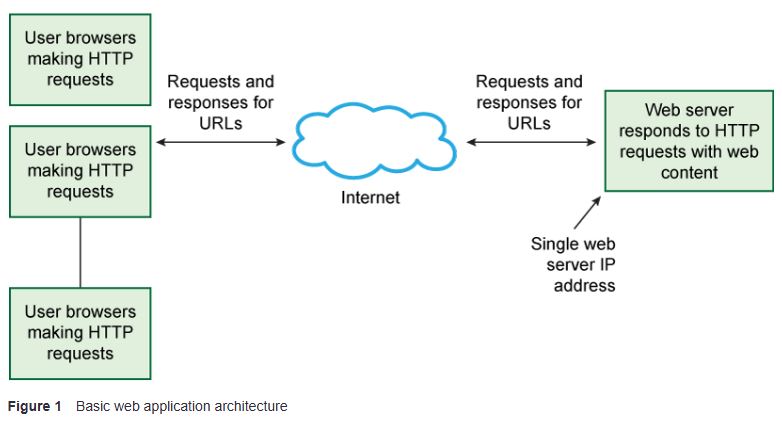 User browsers
making HTTP
requests
User browsers
making HTTP
requests
User browsers
making HTTP
requests
Requests and
responses for
URLs
Internet
Requests and
responses for
URLs
Web server
responds to HTTP
requests with web
content
Single web
server IP
address
Figure 1 Basic web application architecture